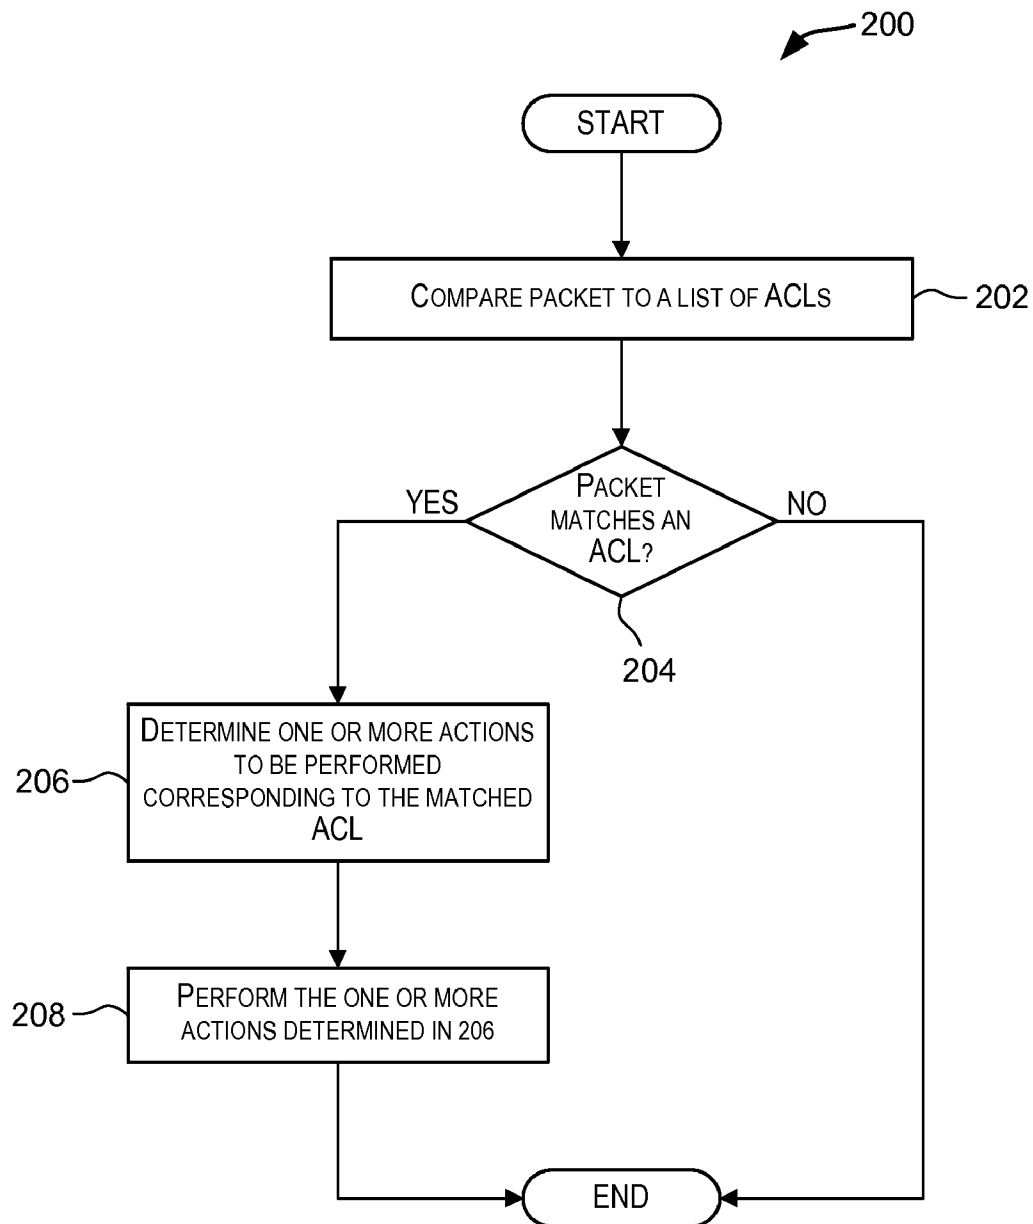 200
START
COMPARE PACKET TO A LIST OF ACLS
202
YES
PACKET
MATCHES AN
ACL?
NO
204
DETERMINE ONE OR MORE ACTIONS
TO BE PERFORMED
CORRESPONDING TO THE MATCHED
ACL
206
PERFORM THE ONE OR MORE
ACTIONS DETERMINED IN 206
208
END